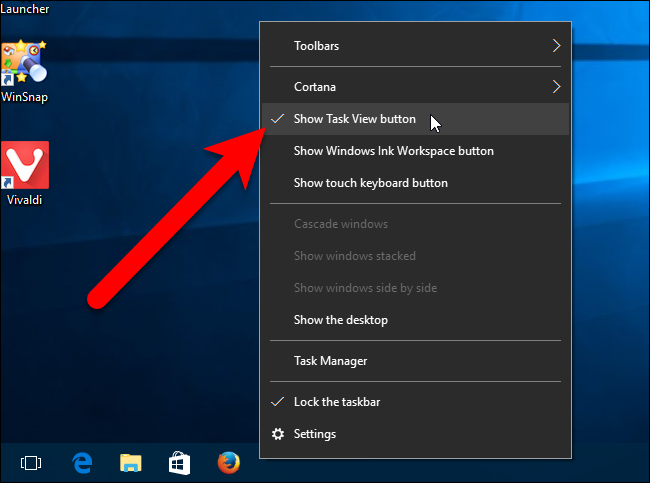 Launcher
WinSnap
Vivaldi
Toolbars
Cortana
Show Task View button
Show Windows Ink Workspace button
Show touch keyboard button
Cascade windows
Show windows stacked
Show windows side by side
Show the desktop
Task Manager
Lock the taskbar
Settings